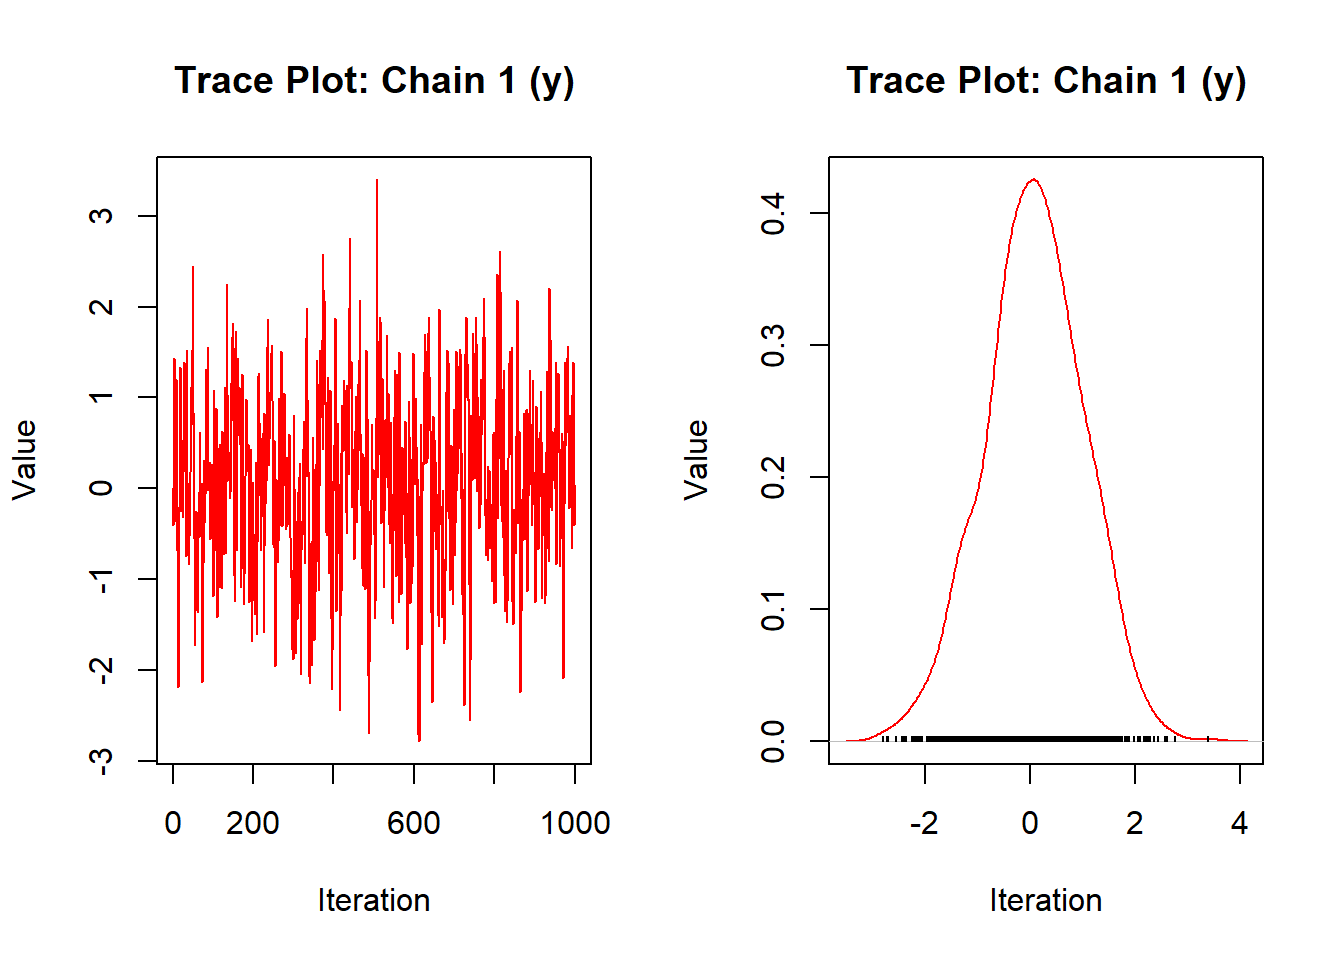 Trace Plot: Chain 1 (y)
Value
3
2
1
0
-1
-2
-3
0 200 600 1000
Iteration
Trace Plot: Chain 1 (y)
Value
0.4
0.3
0.2
0.1
0.0
-2 0 2 4
Iteration